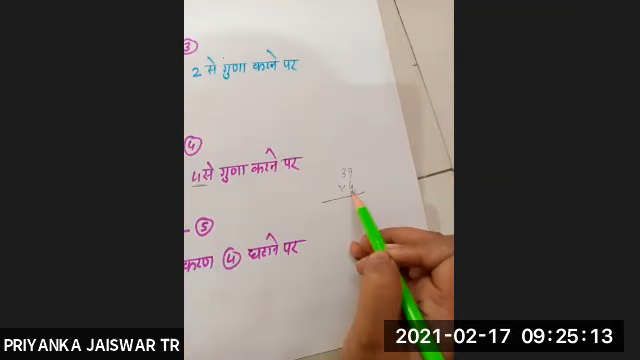 ③
2 से गुणा करने पर
④
4 से गुणा करने पर
39
× 4
- ⑤
करण ④ घटाने पर
PRIYANKA JAISWAR TR
2021-02-17 09:25:13